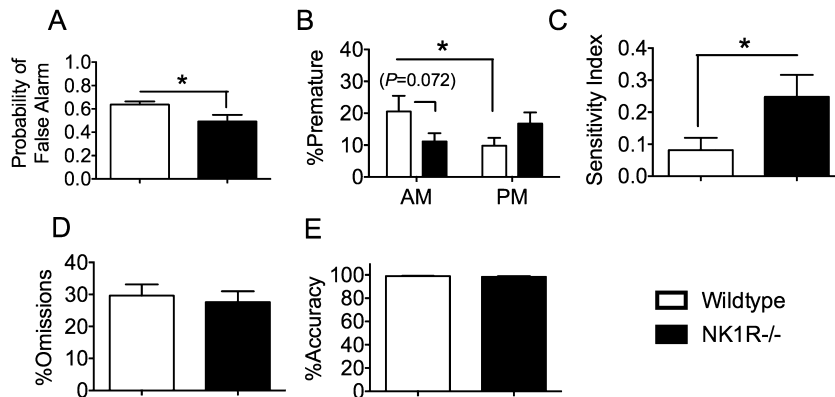 A
Probability of
False Alarm
1.0
0.8
0.6
0.4
0.2
0.0
*
B
%Premature
40
30
20
10
0
*
(P=0.072)
AM PM
C
Sensitivity Index
0.4
0.3
0.2
0.1
0.0
*
D
%Omissions
40
30
20
10
0
E
%Accuracy
100
80
60
40
20
0
Wildtype
NK1R-/-